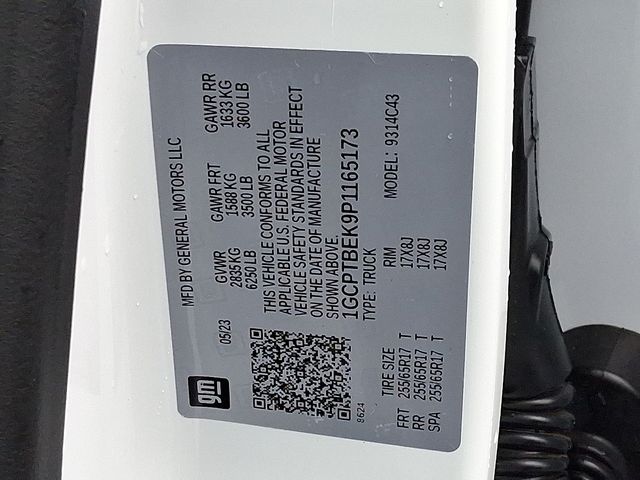 MFD BY GENERAL MOTORS LLC
gm
05/23
GVWR
2835 KG
6250 LB
GAWR FRT
1588 KG
3500 LB
GAWR RR
1633 KG
3600 LB
THIS VEHICLE CONFORMS TO ALL
APPLICABLE U.S. FEDERAL MOTOR
VEHICLE SAFETY STANDARDS IN EFFECT
ON THE DATE OF MANUFACTURE
SHOWN ABOVE.
1GCPTBEK9P1165173
TYPE: TRUCK
MODEL: 9314C43
8624
TIRE SIZE RIM
FRT 255/65R17 T 17X8J
RR 255/65R17 T 17X8J
SPA 255/65R17 T 17X8J